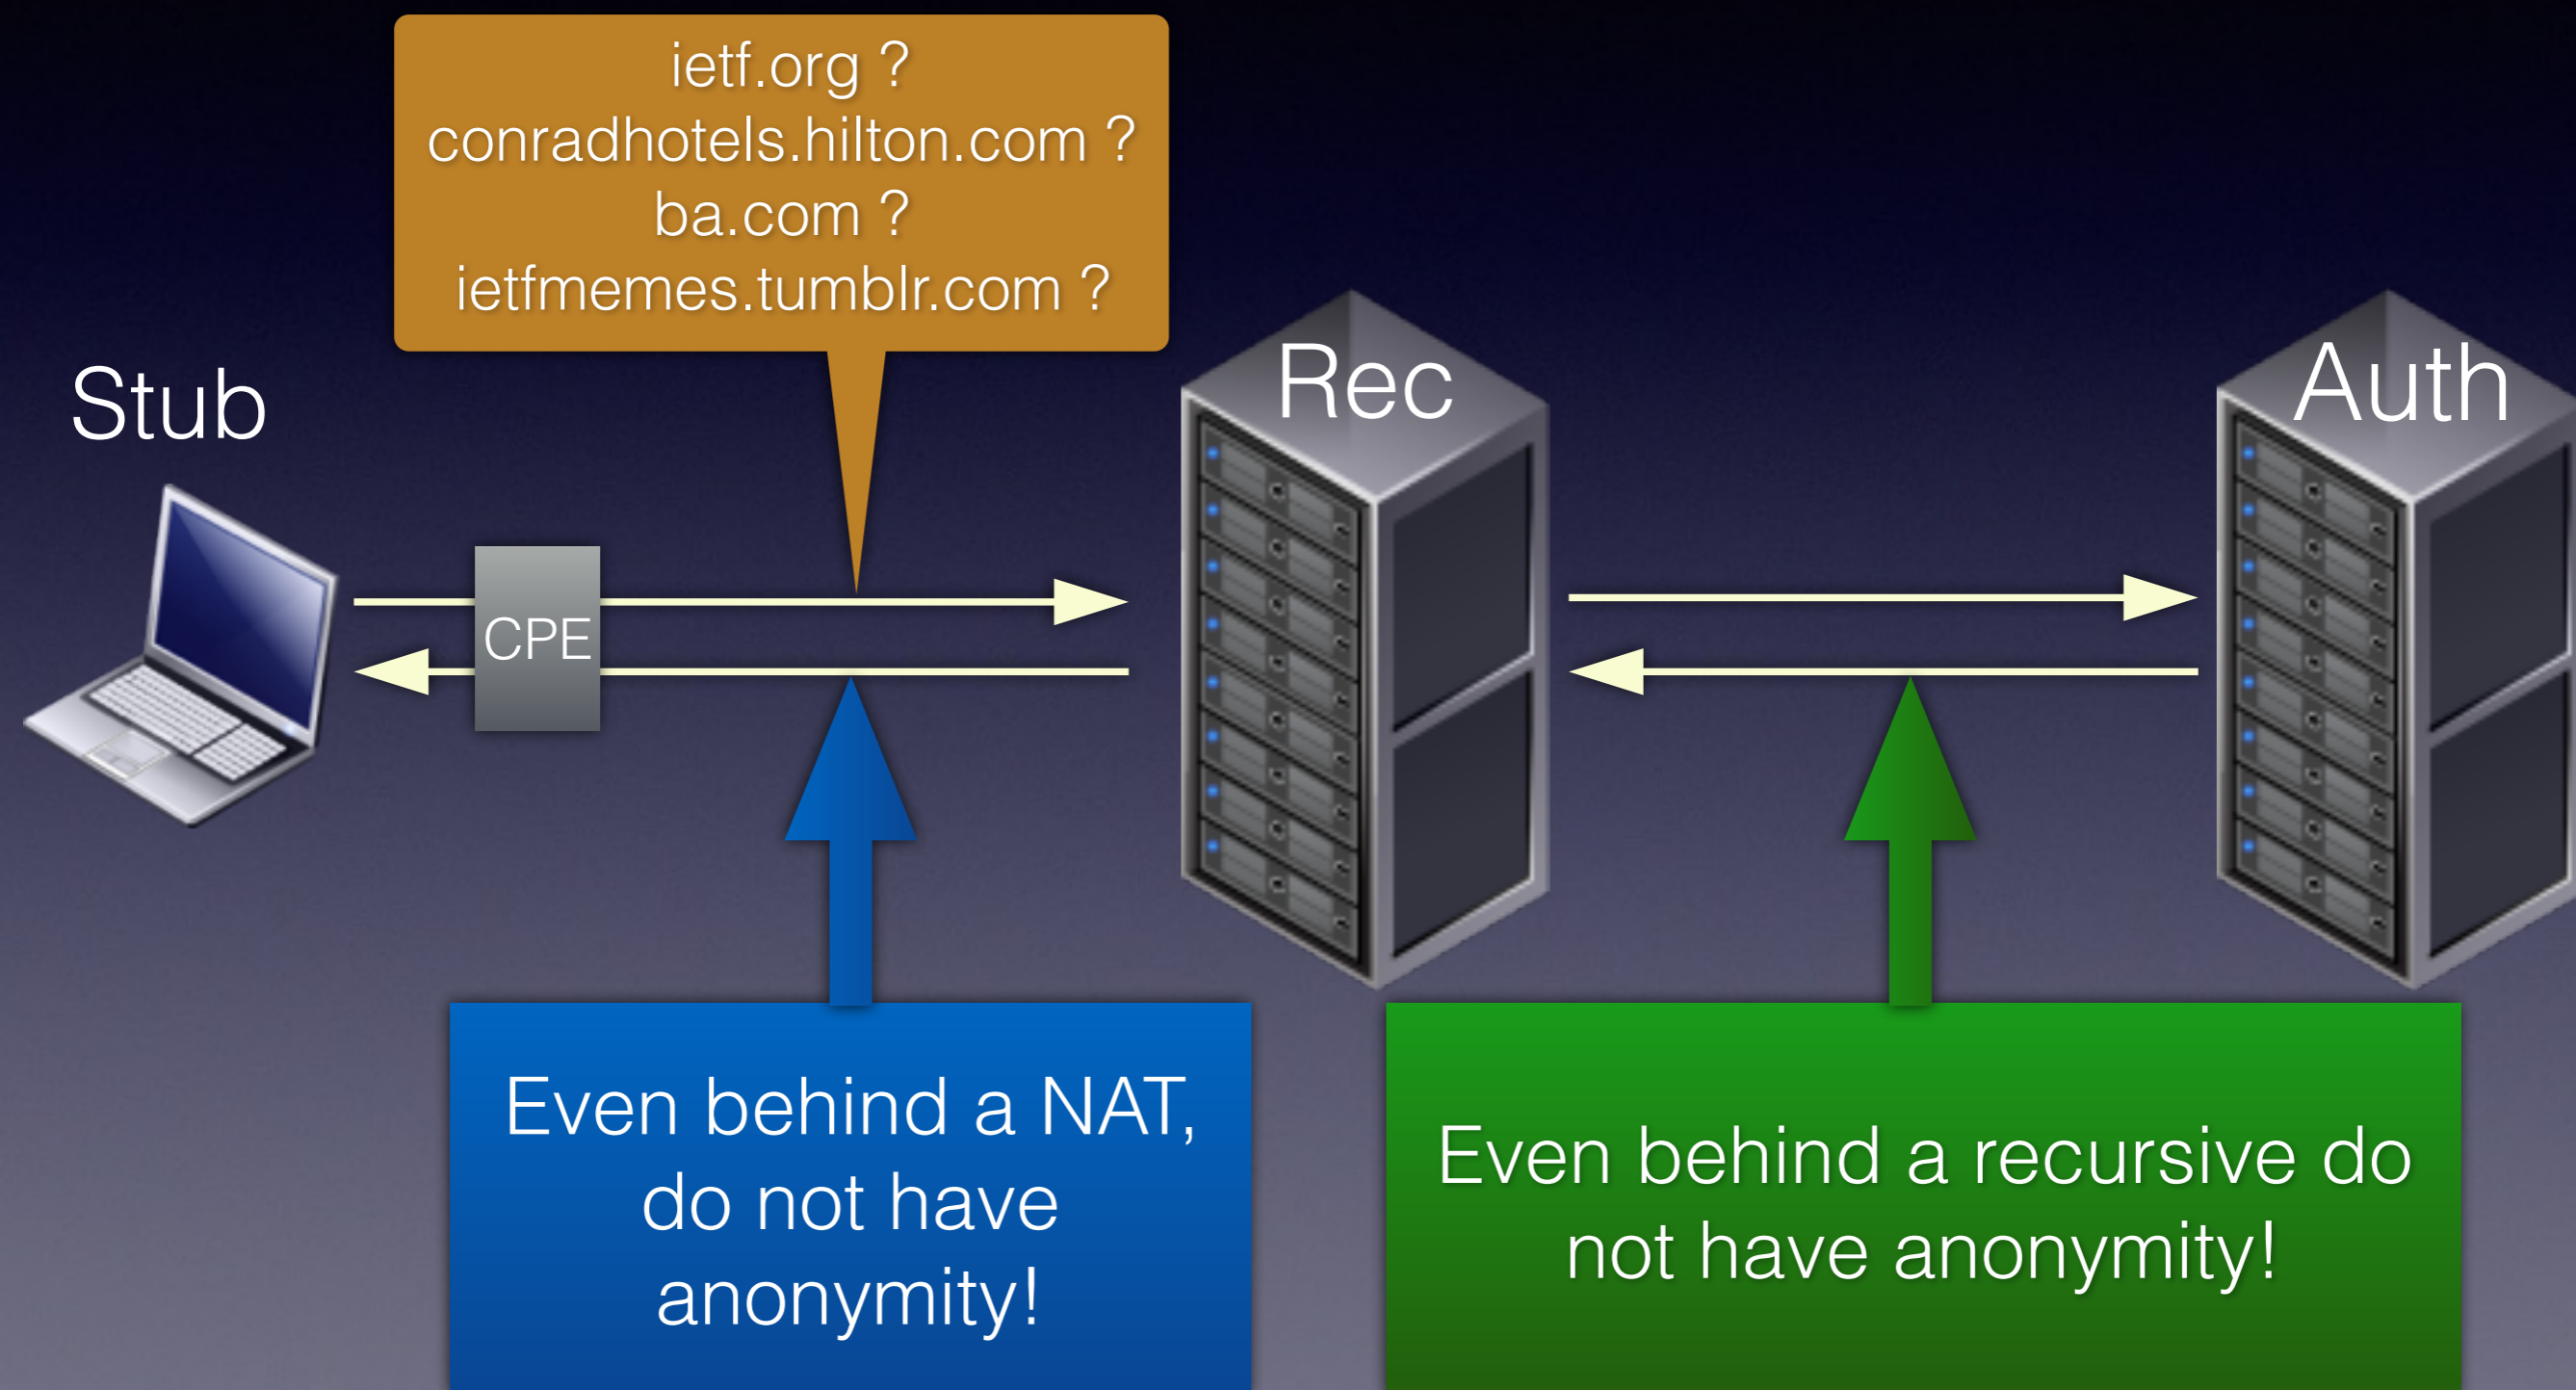 ietf.org ?
conradhotels.hilton.com ?
ba.com ?
ietfmemes.tumblr.com ?
Stub
Rec
Auth
CPE
Even behind a NAT,
do not have
anonymity!
Even behind a recursive do
not have anonymity!